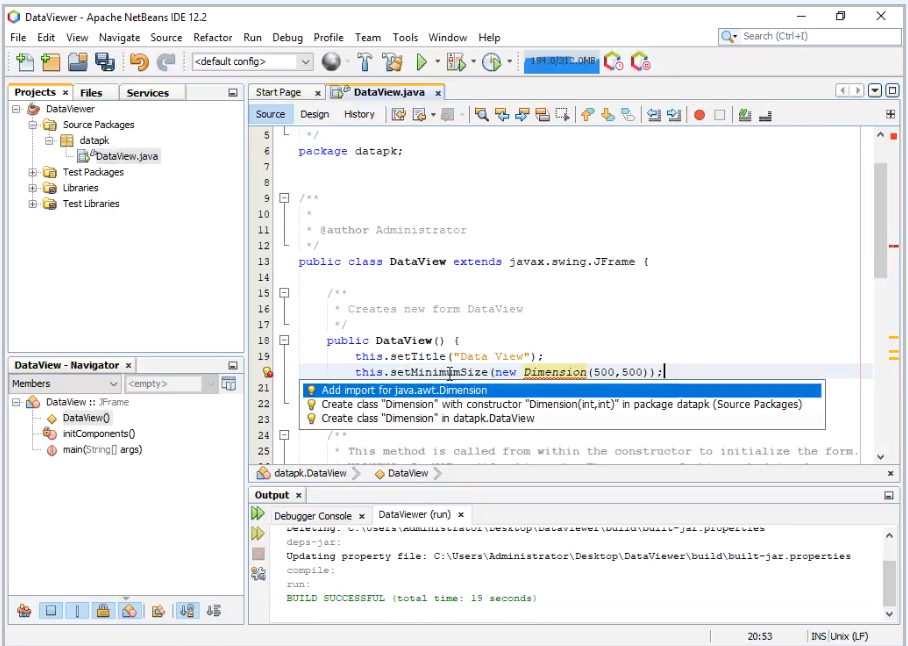 DataViewer - Apache NetBeans IDE 12.2
File Edit View Navigate Source Refactor Run Debug Profile Team Tools Window Help
Search (Ctrl+I)
<default config>
Projects × Files Services
DataViewer
Source Packages
datapk
DataView.java
Test Packages
Libraries
Test Libraries
DataView - Navigator ×
Members <empty>
DataView :: JFrame
DataView()
initComponents()
main(String[] args)
Start Page × DataView.java ×
Source Design History
5 */
6 package datapk;
7
8
9 /**
10 *
11 * @author Administrator
12 */
13 public class DataView extends javax.swing.JFrame {
14
15 /**
16 * Creates new form DataView
17 */
18 public DataView() {
19 this.setTitle("Data View");
this.setMinimumSize(new Dimension(500,500));
21 Add import for java.awt.Dimension
22 Create class "Dimension" with constructor "Dimension(int,int)" in package datapk (Source Packages)
23 Create class "Dimension" in datapk.DataView
24 /**
25 * This method is called from within the constructor to initialize the form.
datapk.DataView DataView
Output ×
Debugger Console × DataViewer (run) ×
Deleting: C:\Users\Administrator\Desktop\DataViewer\build\built-jar.properties
deps-jar:
Updating property file: C:\Users\Administrator\Desktop\DataViewer\build\built-jar.properties
compile:
run:
BUILD SUCCESSFUL (total time: 19 seconds)
20:53 INS Unix (LF)